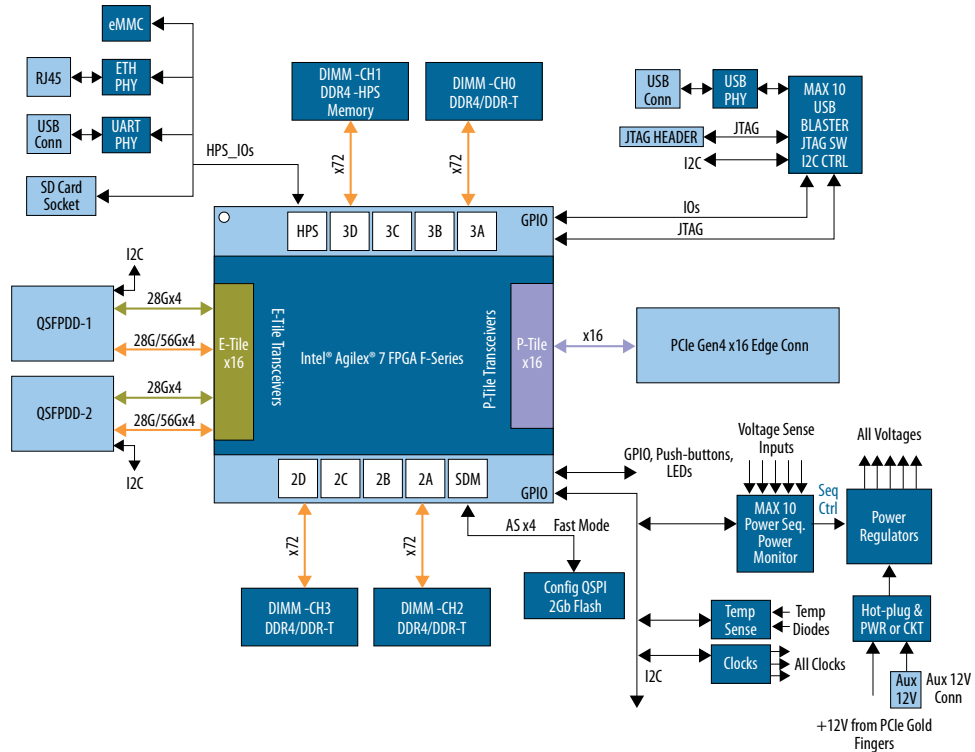 eMMC
RJ45
ETH
PHY
USB
Conn
UART
PHY
SD Card
Socket
HPS_IOs
DIMM -CH1
DDR4 -HPS
Memory
DIMM -CH0
DDR4/DDR-T
x72
x72
USB
Conn
USB
PHY
MAX 10
USB
BLASTER
JTAG SW
I2C CTRL
JTAG HEADER
JTAG
I2C
IOs
JTAG
HPS
3D
3C
3B
3A
GPIO
I2C
QSFPDD-1
28Gx4
28G/56Gx4
QSFPDD-2
28Gx4
28G/56Gx4
I2C
E-Tile
x16
E-Tile Transceivers
Intel® Agilex® 7 FPGA F-Series
P-Tile Transceivers
P-Tile
x16
x16
PCIe Gen4 x16 Edge Conn
2D
2C
2B
2A
SDM
GPIO
GPIO, Push-buttons,
LEDs
x72
x72
AS x4
Fast Mode
DIMM -CH3
DDR4/DDR-T
DIMM -CH2
DDR4/DDR-T
Config QSPI
2Gb Flash
Voltage Sense
Inputs
All Voltages
MAX 10
Power Seq.
Power
Monitor
Seq
Ctrl
Power
Regulators
Temp
Sense
Temp
Diodes
Hot-plug &
PWR or CKT
Clocks
All Clocks
I2C
Aux
12V
Aux 12V
Conn
+12V from PCIe Gold
Fingers